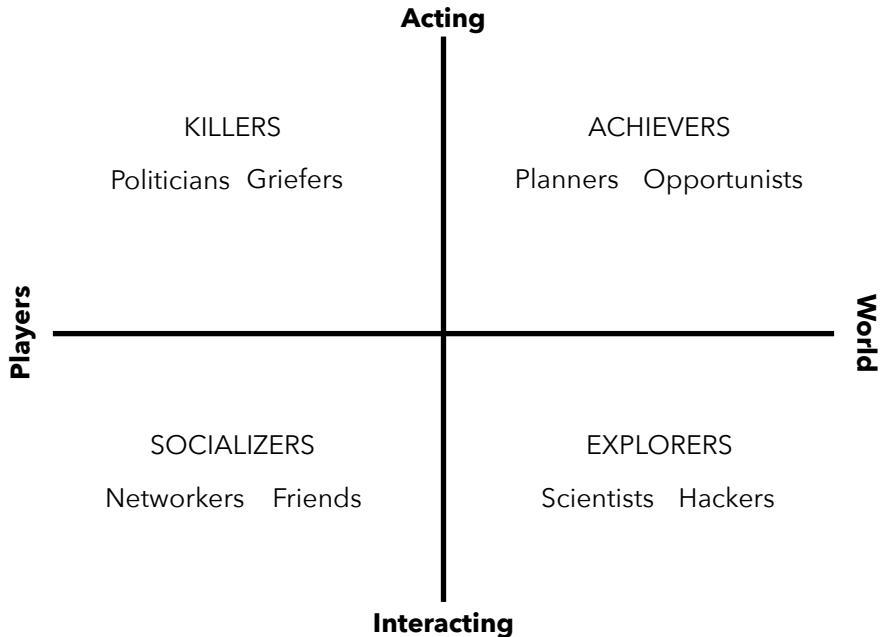 Acting
KILLERS
Politicians Griefers
ACHIEVERS
Planners Opportunists
Players
World
SOCIALIZERS
Networkers Friends
EXPLORERS
Scientists Hackers
Interacting